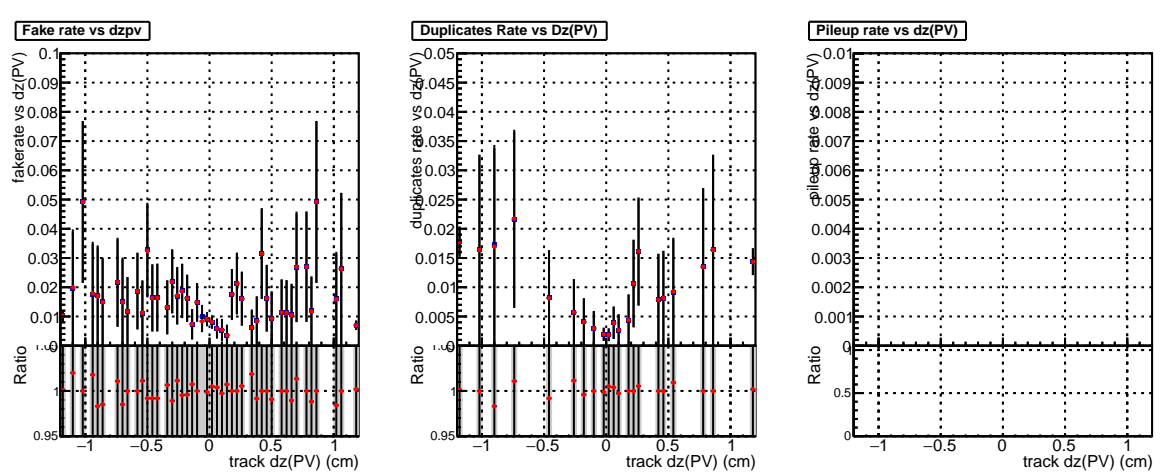 Fake rate vs dzpv
fakerate vs dz(PV)
0.1
0.09
0.08
0.07
0.06
0.05
0.04
0.03
0.02
0.01
0
Ratio
1
0.95
−1 −0.5 0 0.5 1
track dz(PV) (cm)
Duplicates Rate vs Dz(PV)
duplicates rate vs dz(PV)
0.05
0.045
0.04
0.035
0.03
0.025
0.02
0.015
0.01
0.005
0
Ratio
1
0.95
−1 −0.5 0 0.5 1
track dz(PV) (cm)
Pileup rate vs dz(PV)
pileup rate vs dz(PV)
0.01
0.009
0.008
0.007
0.006
0.005
0.004
0.003
0.002
0.001
0
Ratio
1
0.5
0
−1 −0.5 0 0.5 1
track dz(PV) (cm)